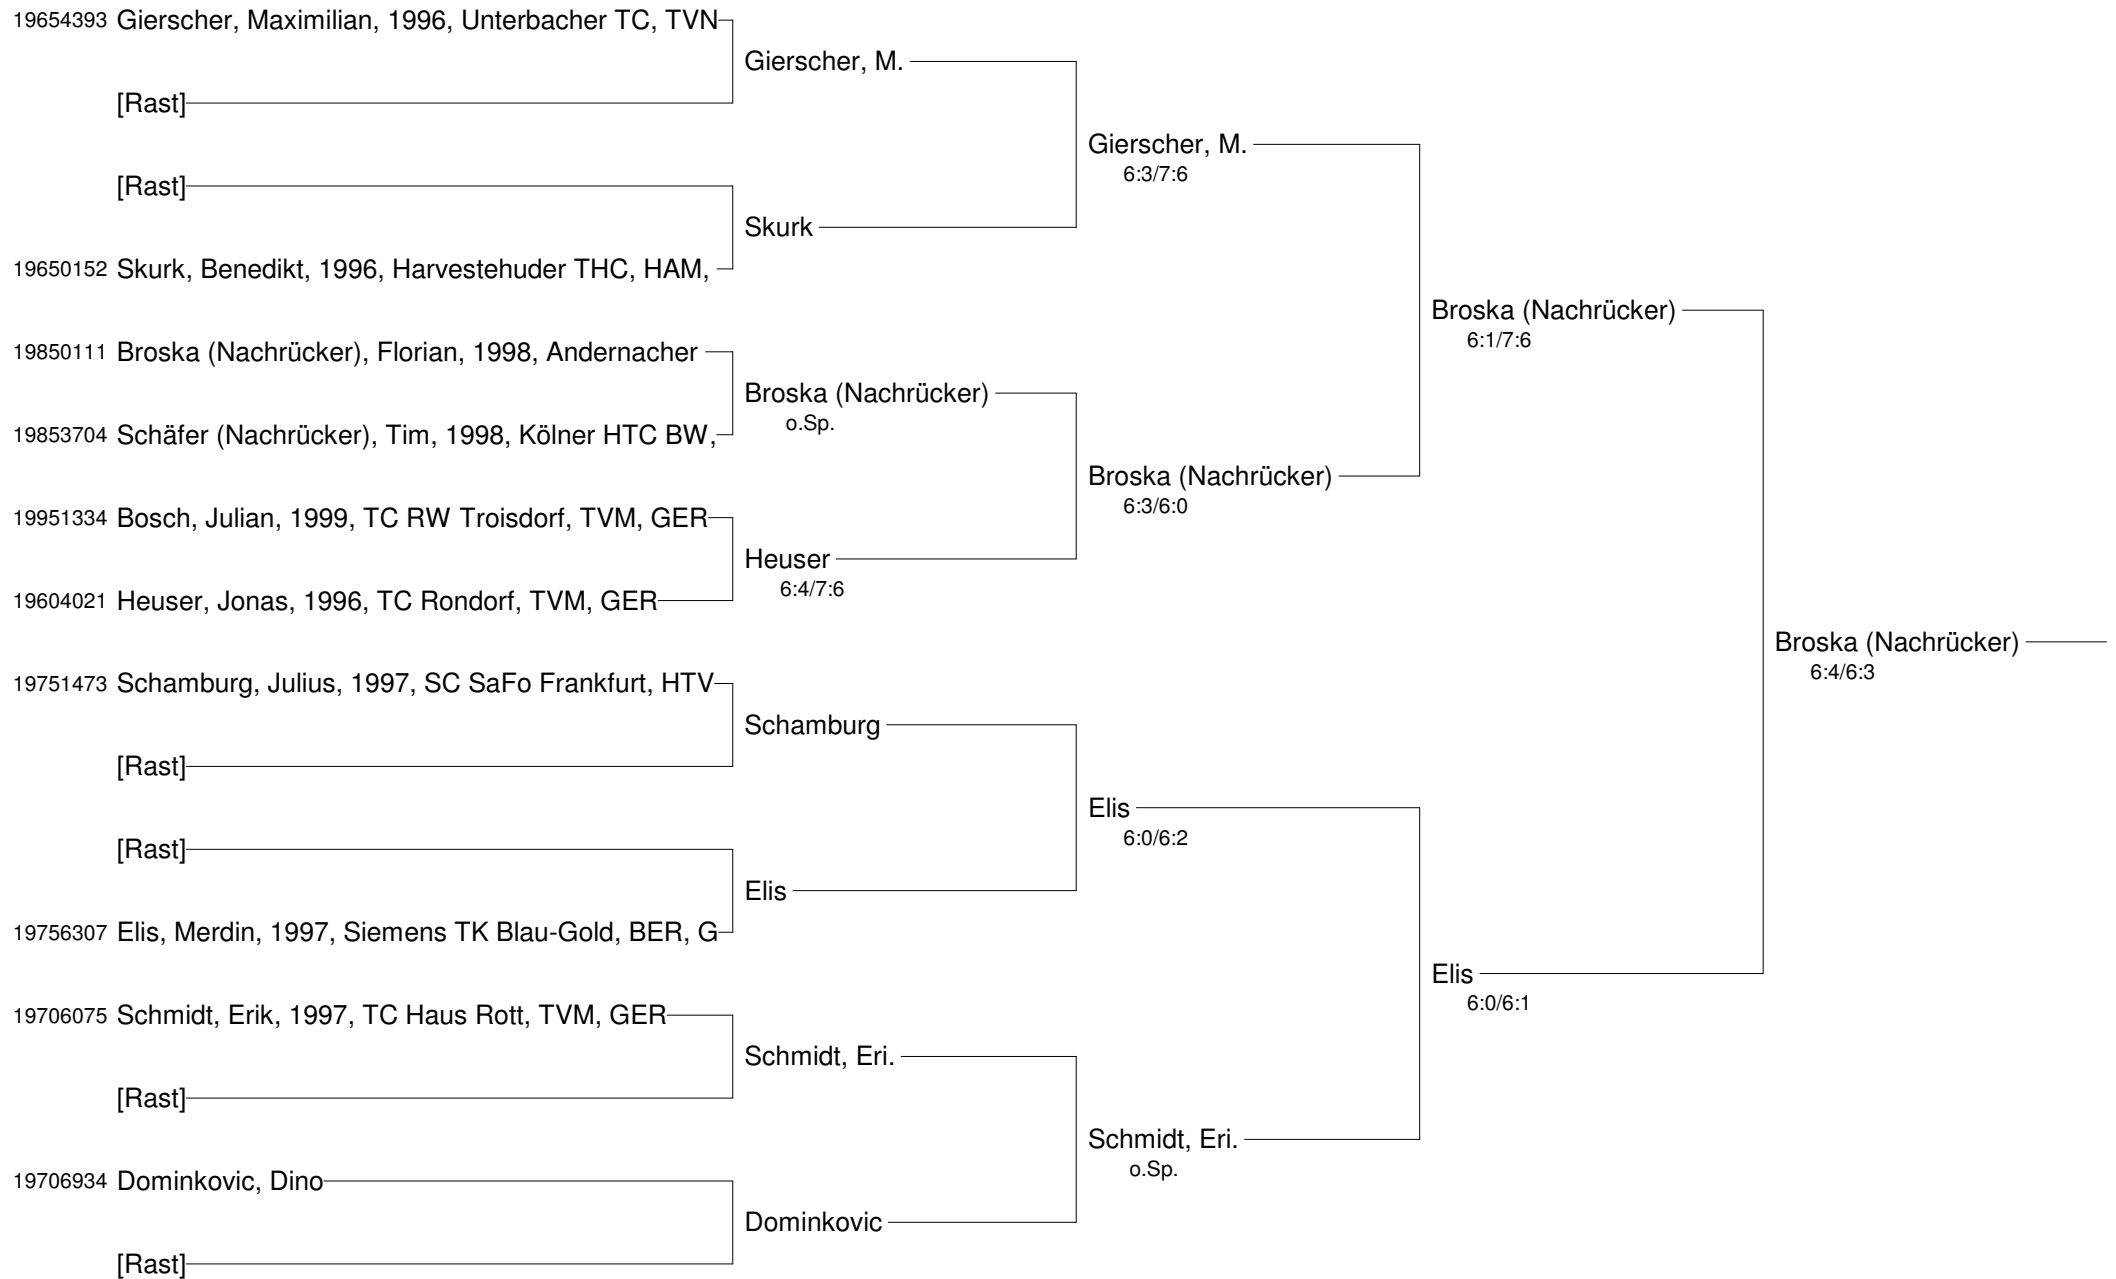 19654393 Gierscher, Maximilian, 1996, Unterbacher TC, TVN
Gierscher, M.
[Rast]
Gierscher, M.
6:3/7:6
[Rast]
Skurk
19650152 Skurk, Benedikt, 1996, Harvestehuder THC, HAM,
Broska (Nachrücker)
6:1/7:6
19850111 Broska (Nachrücker), Florian, 1998, Andernacher
Broska (Nachrücker)
o.Sp.
19853704 Schäfer (Nachrücker), Tim, 1998, Kölner HTC BW,
Broska (Nachrücker)
6:3/6:0
19951334 Bosch, Julian, 1999, TC RW Troisdorf, TVM, GER
Heuser
6:4/7:6
19604021 Heuser, Jonas, 1996, TC Rondorf, TVM, GER
Broska (Nachrücker)
6:4/6:3
19751473 Schamburg, Julius, 1997, SC SaFo Frankfurt, HTV
Schamburg
[Rast]
Elis
6:0/6:2
[Rast]
Elis
19756307 Elis, Merdin, 1997, Siemens TK Blau-Gold, BER, G
Elis
6:0/6:1
19706075 Schmidt, Erik, 1997, TC Haus Rott, TVM, GER
Schmidt, Eri.
[Rast]
Schmidt, Eri.
o.Sp.
19706934 Dominkovic, Dino
Dominkovic
[Rast]